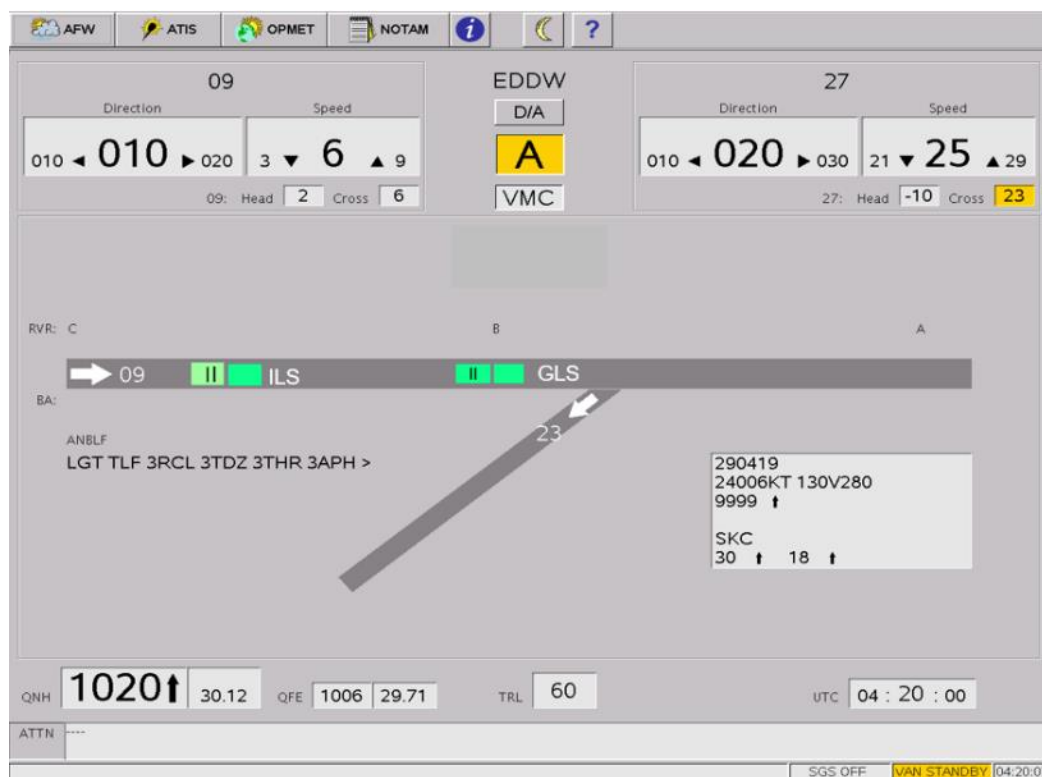 AFW ATIS OPMET NOTAM i ?
09 EDDW 27
Direction Speed D/A Direction Speed
010 ◄ 010 ► 020 3 ▼ 6 ▲ 9 A 010 ◄ 020 ► 030 21 ▼ 25 ▲ 29
09: Head 2 Cross 6 VMC 27: Head -10 Cross 23
RVR: C B A
09 II ILS II GLS
BA:
23
ANBLF
LGT TLF 3RCL 3TDZ 3THR 3APH >
290419
24006KT 130V280
9999 ⬆
SKC
30 ⬆ 18 ⬆
QNH 1020⬆ 30.12 QFE 1006 29.71 TRL 60 UTC 04 : 20 : 00
ATTN ----
SGS OFF VAN STANDBY 04:20:0